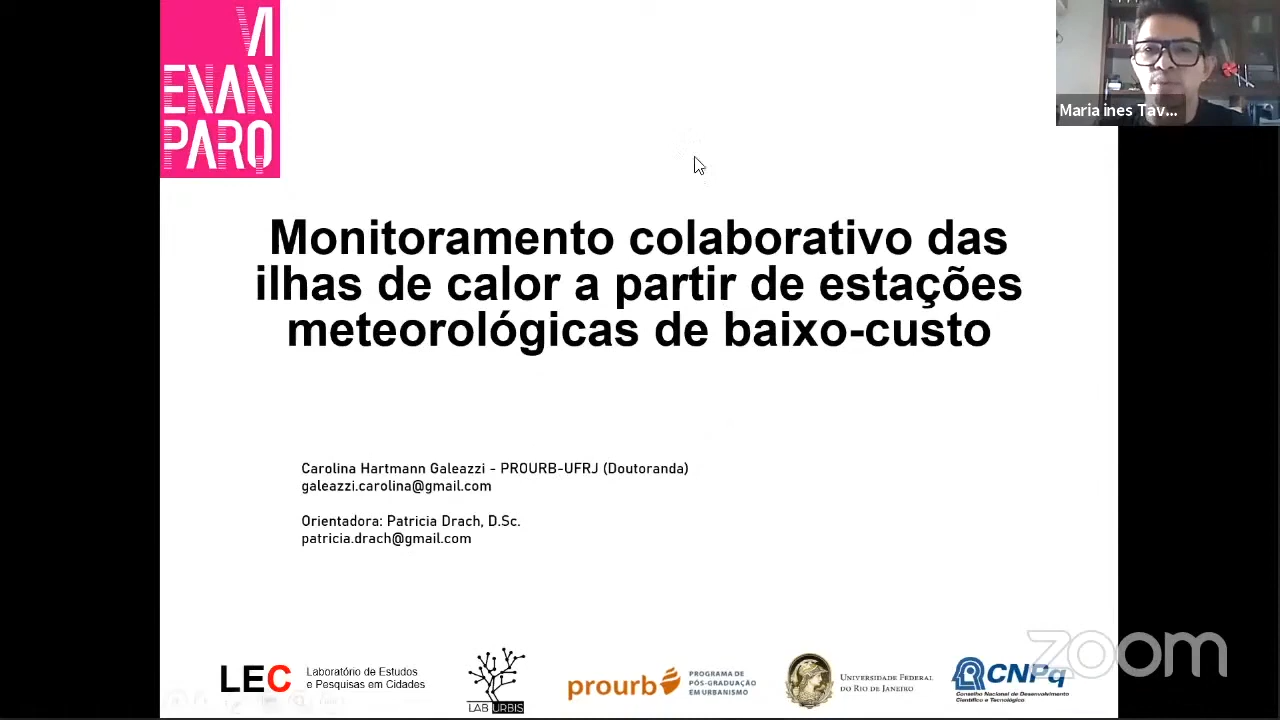 VI
ENAN
PARQ
Maria ines Tav...
Monitoramento colaborativo das
ilhas de calor a partir de estações
meteorológicas de baixo-custo
Carolina Hartmann Galeazzi - PROURB-UFRJ (Doutoranda)
galeazzi.carolina@gmail.com
Orientadora: Patricia Drach, D.Sc.
patricia.drach@gmail.com
LEC
Laboratório de Estudos
e Pesquisas em Cidades
LAB URBIS
prourb
PROGRAMA DE
PÓS-GRADUAÇÃO
EM URBANISMO
UNIVERSIDADE FEDERAL
DO RIO DE JANEIRO
CNPq
Conselho Nacional de Desenvolvimento
Científico e Tecnológico
zoom